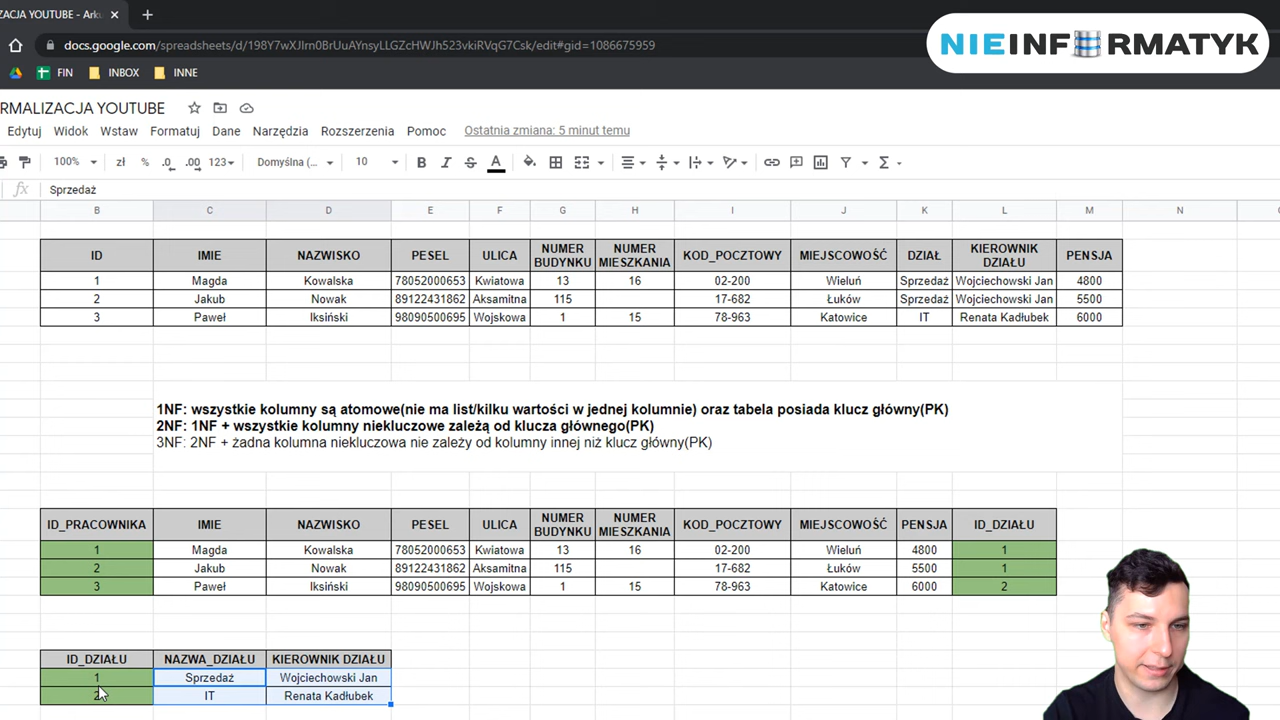 ZACJA YOUTUBE - Ark
docs.google.com/spreadsheets/d/198Y7wXJIrn0BrUuAYnsyLLGZcHWJh523vkiRVqG7Csk/edit#gid=1086675959
NIEINFORMATYK
FIN INBOX INNE
RMALIZACJA YOUTUBE
Edytuj Widok Wstaw Formatuj Dane Narzędzia Rozszerzenia Pomoc Ostatnia zmiana: 5 minut temu
100% zł % .0 .00 123 Domyślna (... 10 B I S A Σ
fx Sprzedaż
B C D E F G H I J K L M N
ID IMIE NAZWISKO PESEL ULICA NUMER BUDYNKU NUMER MIESZKANIA KOD_POCZTOWY MIEJSCOWOŚĆ DZIAŁ KIEROWNIK DZIAŁU PENSJA
1 Magda Kowalska 78052000653 Kwiatowa 13 16 02-200 Wieluń Sprzedaż Wojciechowski Jan 4800
2 Jakub Nowak 89122431862 Aksamitna 115 17-682 Łuków Sprzedaż Wojciechowski Jan 5500
3 Paweł Iksiński 98090500695 Wojskowa 1 15 78-963 Katowice IT Renata Kadłubek 6000
1NF: wszystkie kolumny są atomowe(nie ma list/kilku wartości w jednej kolumnie) oraz tabela posiada klucz główny(PK)
2NF: 1NF + wszystkie kolumny niekluczowe zależą od klucza głównego(PK)
3NF: 2NF + żadna kolumna niekluczowa nie zależy od kolumny innej niż klucz główny(PK)
ID_PRACOWNIKA IMIE NAZWISKO PESEL ULICA NUMER BUDYNKU NUMER MIESZKANIA KOD_POCZTOWY MIEJSCOWOŚĆ PENSJA ID_DZIAŁU
1 Magda Kowalska 78052000653 Kwiatowa 13 16 02-200 Wieluń 4800 1
2 Jakub Nowak 89122431862 Aksamitna 115 17-682 Łuków 5500 1
3 Paweł Iksiński 98090500695 Wojskowa 1 15 78-963 Katowice 6000 2
ID_DZIAŁU NAZWA_DZIAŁU KIEROWNIK DZIAŁU
1 Sprzedaż Wojciechowski Jan
2 IT Renata Kadłubek